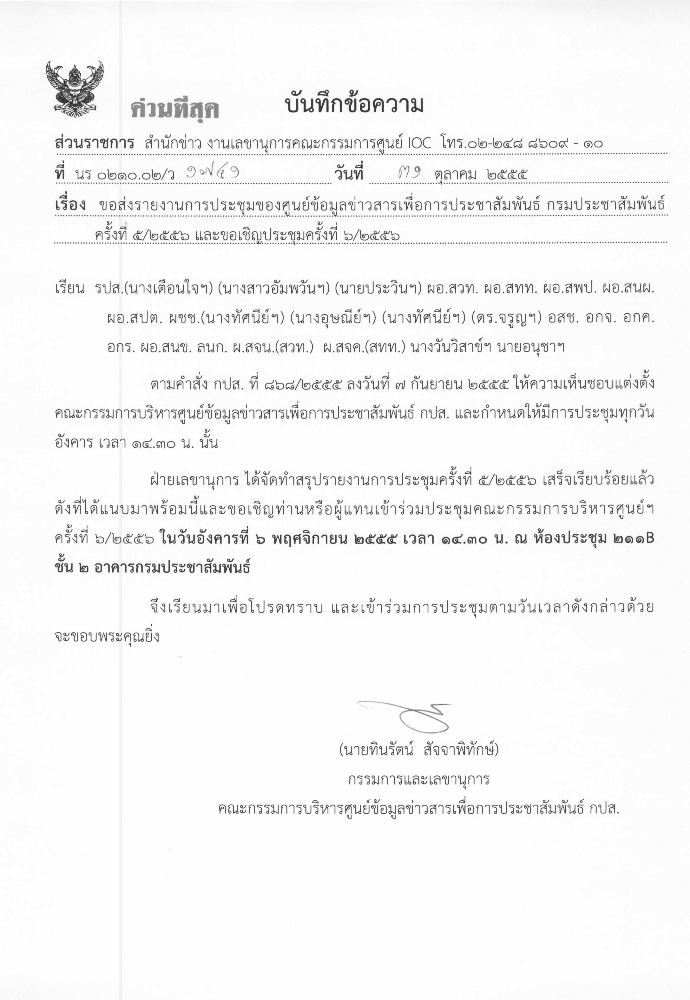 ด่วนที่สุด
บันทึกข้อความ
ส่วนราชการ สำนักข่าว งานเลขานุการคณะกรรมการศูนย์ IOC โทร.๐๒-๒๔๘ ๘๖๐๙ - ๑๐
ที่ นร ๐๒๑๐.๐๒/ว ๑๗๔๑ วันที่ ๓๑ ตุลาคม ๒๕๕๕
เรื่อง ขอส่งรายงานการประชุมของศูนย์ข้อมูลข่าวสารเพื่อการประชาสัมพันธ์ กรมประชาสัมพันธ์
ครั้งที่ ๕/๒๕๕๖ และขอเชิญประชุมครั้งที่ ๖/๒๕๕๖
เรียน รปส.(นางเตือนใจฯ) (นางสาวอัมพวันฯ) (นายประวินฯ) ผอ.สวท. ผอ.สทท. ผอ.สพป. ผอ.สนผ.
ผอ.สปต. ผชช.(นางทัศนีย์ฯ) (นางอุษณีย์ฯ) (นางทัศนีย์ฯ) (ดร.จรูญฯ) อสช. อกจ. อกค.
อกร. ผอ.สนข. ลนก. ผ.สจน.(สวท.) ผ.สจค.(สทท.) นางวันวิสาข์ฯ นายอนุชาฯ
ตามคำสั่ง กปส. ที่ ๘๖๘/๒๕๕๕ ลงวันที่ ๗ กันยายน ๒๕๕๕ ให้ความเห็นชอบแต่งตั้ง
คณะกรรมการบริหารศูนย์ข้อมูลข่าวสารเพื่อการประชาสัมพันธ์ กปส. และกำหนดให้มีการประชุมทุกวัน
อังคาร เวลา ๑๔.๓๐ น. นั้น
ฝ่ายเลขานุการ ได้จัดทำสรุปรายงานการประชุมครั้งที่ ๕/๒๕๕๖ เสร็จเรียบร้อยแล้ว
ดังที่ได้แนบมาพร้อมนี้และขอเชิญท่านหรือผู้แทนเข้าร่วมประชุมคณะกรรมการบริหารศูนย์ฯ
ครั้งที่ ๖/๒๕๕๖ ในวันอังคารที่ ๖ พฤศจิกายน ๒๕๕๕ เวลา ๑๔.๓๐ น. ณ ห้องประชุม ๒๑๑B
ชั้น ๒ อาคารกรมประชาสัมพันธ์
จึงเรียนมาเพื่อโปรดทราบ และเข้าร่วมการประชุมตามวันเวลาดังกล่าวด้วย
จะขอบพระคุณยิ่ง
(นายทินรัตน์ สัจจาพิทักษ์)
กรรมการและเลขานุการ
คณะกรรมการบริหารศูนย์ข้อมูลข่าวสารเพื่อการประชาสัมพันธ์ กปส.